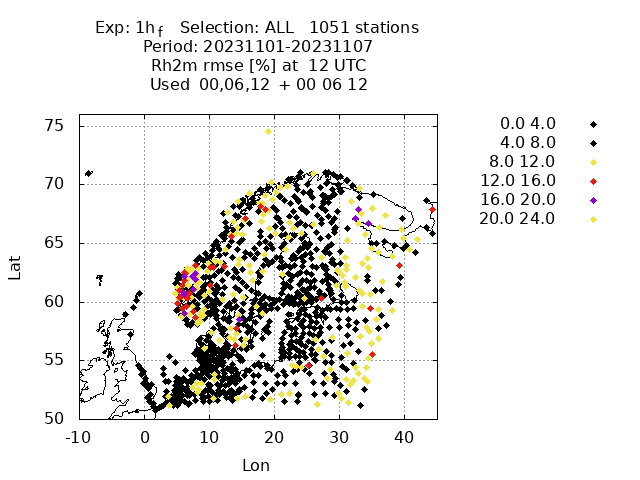 Exp: 1h_f Selection: ALL 1051 stations
Period: 20231101-20231107
Rh2m rmse [%] at 12 UTC
Used 00,06,12 + 00 06 12
0.0 4.0
4.0 8.0
8.0 12.0
12.0 16.0
16.0 20.0
20.0 24.0
75
70
65
60
55
50
Lat
-10 0 10 20 30 40
Lon